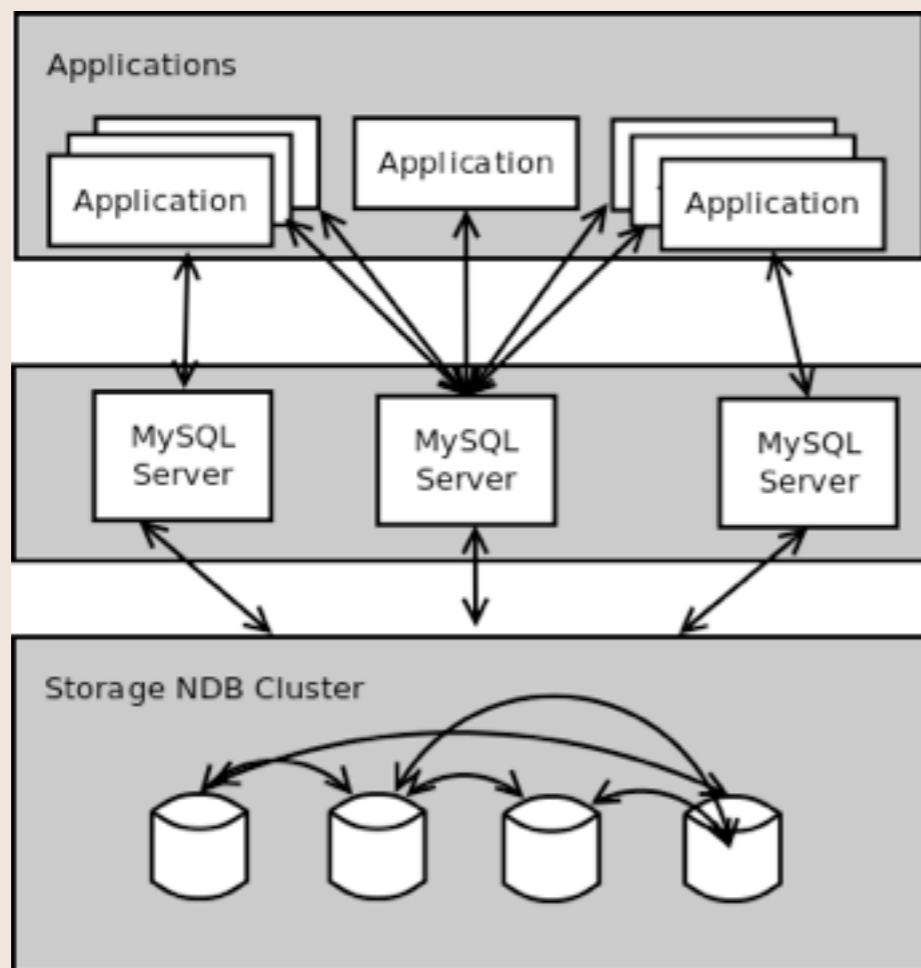 Applications
Application
Application
Application
MySQL
Server
MySQL
Server
MySQL
Server
Storage NDB Cluster